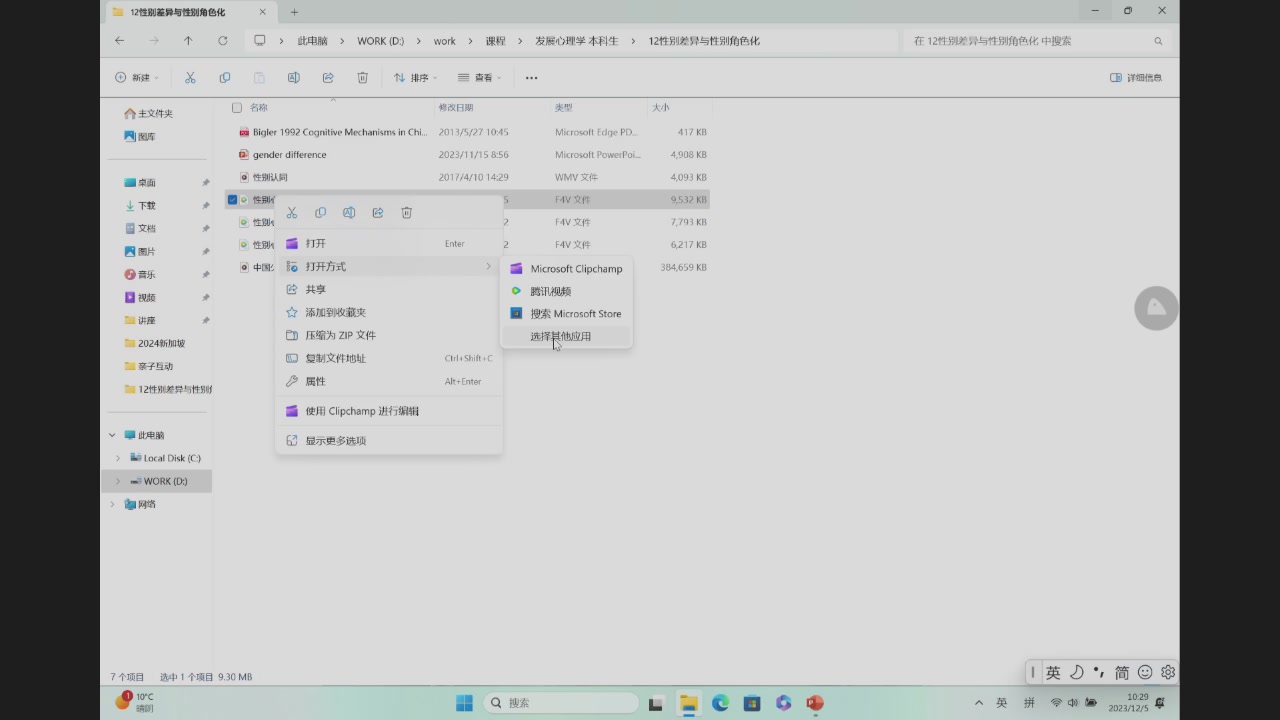 12性别差异与性别角色化
此电脑 > WORK (D:) > work > 课程 > 发展心理学 本科生 > 12性别差异与性别角色化
在 12性别差异与性别角色化 中搜索
新建 排序 查看 ... 详细信息
主文件夹
图库
桌面
下载
文档
图片
音乐
视频
讲座
2024新加坡
亲子互动
12性别差异与性别
此电脑
Local Disk (C:)
WORK (D:)
网络
名称 修改日期 类型 大小
Bigler 1992 Cognitive Mechanisms in Chi... 2013/5/27 10:45 Microsoft Edge PD... 417 KB
gender difference 2023/11/15 8:56 Microsoft PowerPoi... 4,908 KB
性别认同 2017/4/10 14:29 WMV 文件 4,093 KB
性别 5 F4V 文件 9,532 KB
性别 2 F4V 文件 7,793 KB
性别 2 F4V 文件 6,217 KB
中国 384,659 KB
打开 Enter
打开方式
共享
添加到收藏夹
压缩为 ZIP 文件
复制文件地址 Ctrl+Shift+C
属性 Alt+Enter
使用 Clipchamp 进行编辑
显示更多选项
Microsoft Clipchamp
腾讯视频
搜索 Microsoft Store
选择其他应用
7 个项目 选中 1 个项目 9.30 MB
英 简
1
10°C
晴朗
搜索
英 拼
10:29
2023/12/5